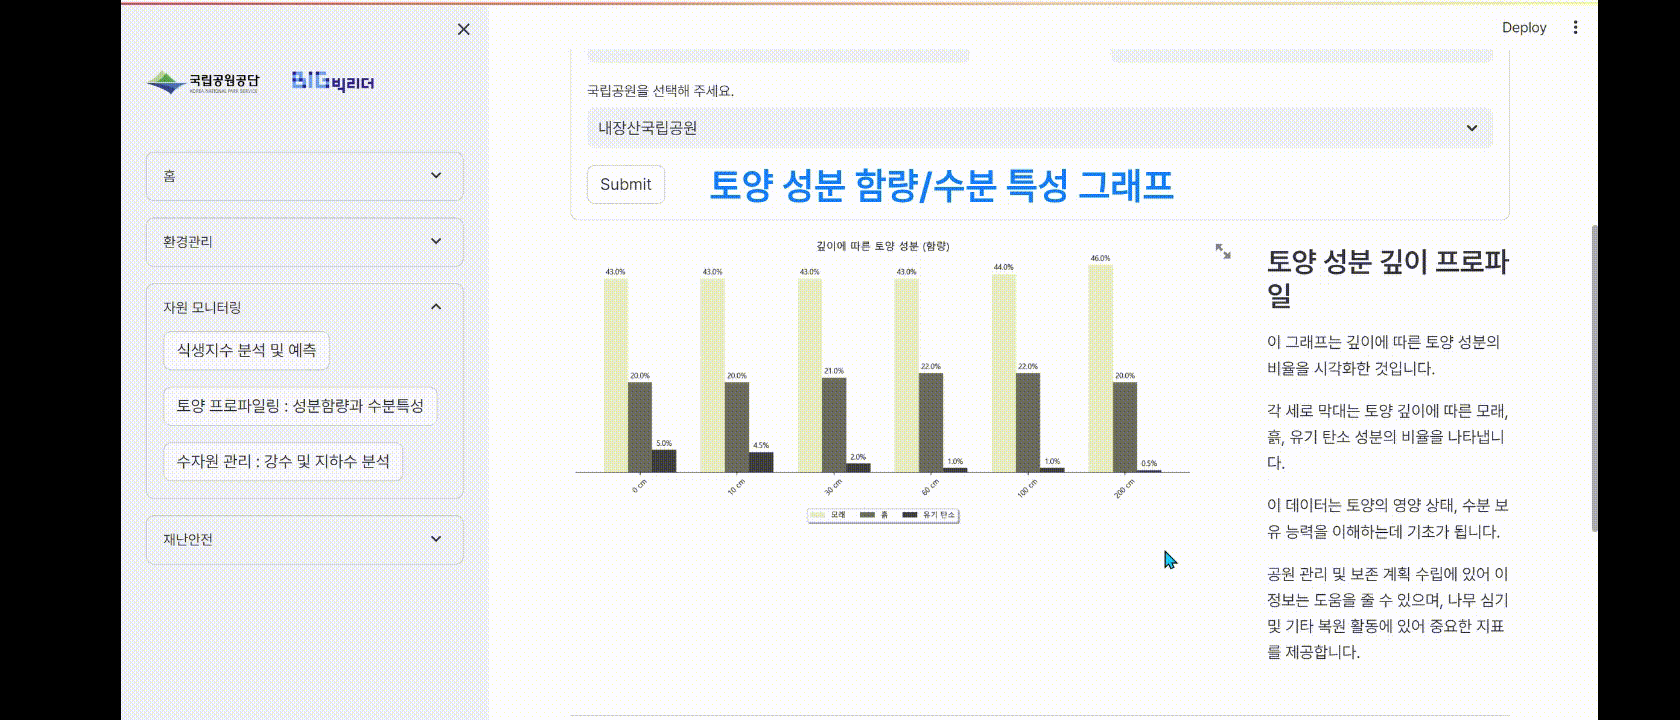 Deploy
국립공원공단
KOREA NATIONAL PARK SERVICE
BIG빅리더
홈
환경관리
자원 모니터링
식생지수 분석 및 예측
토양 프로파일링 : 성분함량과 수분특성
수자원 관리 : 강수 및 지하수 분석
재난안전
국립공원을 선택해 주세요.
내장산국립공원
Submit
토양 성분 함량/수분 특성 그래프
깊이에 따른 토양 성분 (함량)
43.0% 43.0% 43.0% 43.0% 44.0% 46.0%
20.0% 20.0% 21.0% 22.0% 22.0% 20.0%
5.0% 4.5% 2.0% 1.0% 1.0% 0.5%
0 cm 10 cm 30 cm 60 cm 100 cm 200 cm
모래 흙 유기 탄소
토양 성분 깊이 프로파
일
이 그래프는 깊이에 따른 토양 성분의
비율을 시각화한 것입니다.
각 세로 막대는 토양 깊이에 따른 모래,
흙, 유기 탄소 성분의 비율을 나타냅니
다.
이 데이터는 토양의 영양 상태, 수분 보
유 능력을 이해하는데 기초가 됩니다.
공원 관리 및 보존 계획 수립에 있어 이
정보는 도움을 줄 수 있으며, 나무 심기
및 기타 복원 활동에 있어 중요한 지표
를 제공합니다.